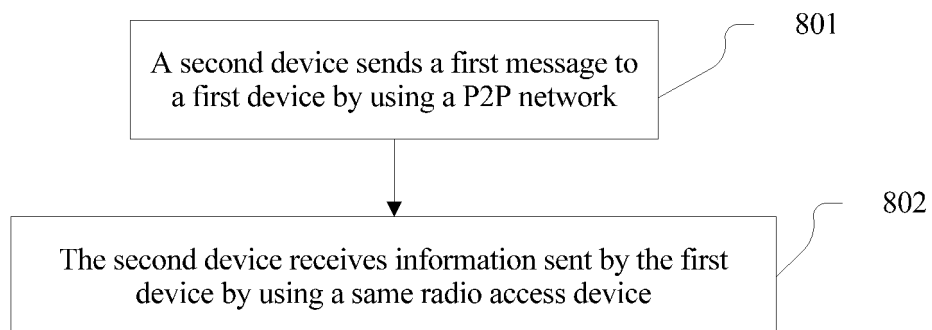 801
A second device sends a first message to
a first device by using a P2P network
802
The second device receives information sent by the first
device by using a same radio access device